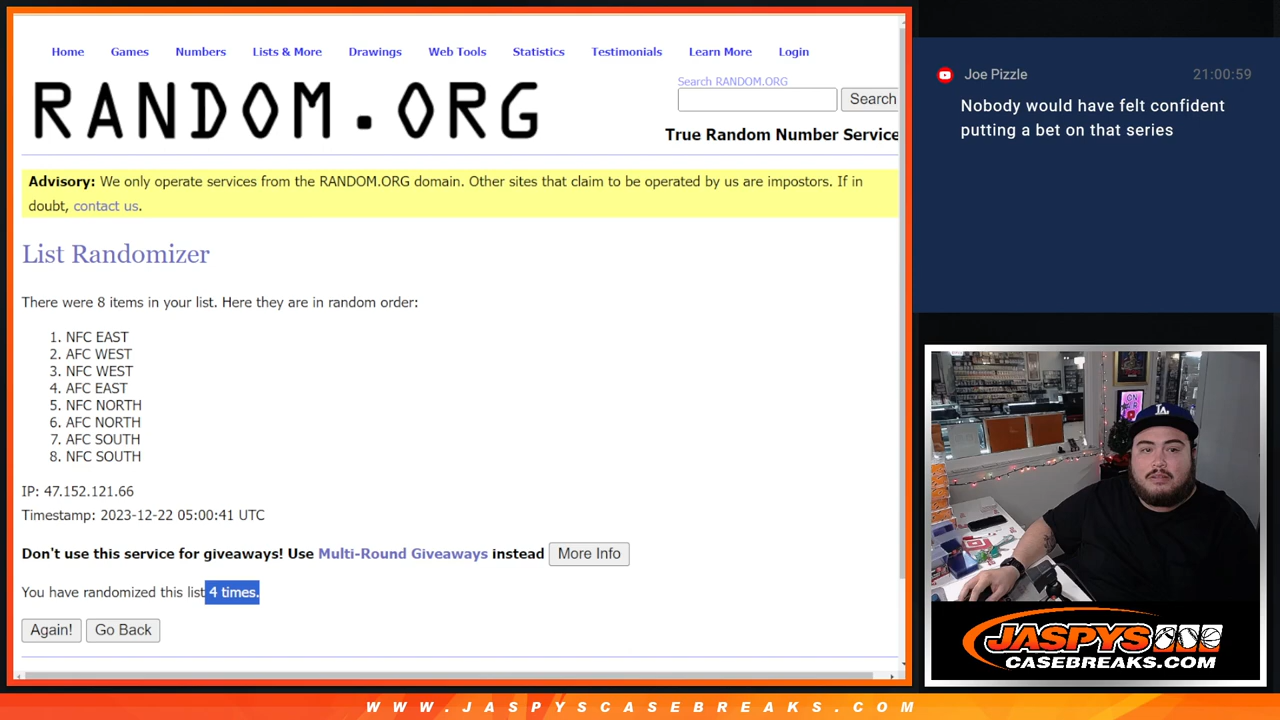 Home Games Numbers Lists & More Drawings Web Tools Statistics Testimonials Learn More Login
RANDOM.ORG
Search RANDOM.ORG
Search
True Random Number Service
Advisory: We only operate services from the RANDOM.ORG domain. Other sites that claim to be operated by us are impostors. If in
doubt, contact us.
List Randomizer
There were 8 items in your list. Here they are in random order:
1. NFC EAST
2. AFC WEST
3. NFC WEST
4. AFC EAST
5. NFC NORTH
6. AFC NORTH
7. AFC SOUTH
8. NFC SOUTH
IP: 47.152.121.66
Timestamp: 2023-12-22 05:00:41 UTC
Don't use this service for giveaways! Use Multi-Round Giveaways instead More Info
You have randomized this list 4 times.
Again! Go Back
Joe Pizzle 21:00:59
Nobody would have felt confident
putting a bet on that series
LA
JASPYS
CASEBREAKS.COM
WWW.JASPYSCASEBREAKS.COM